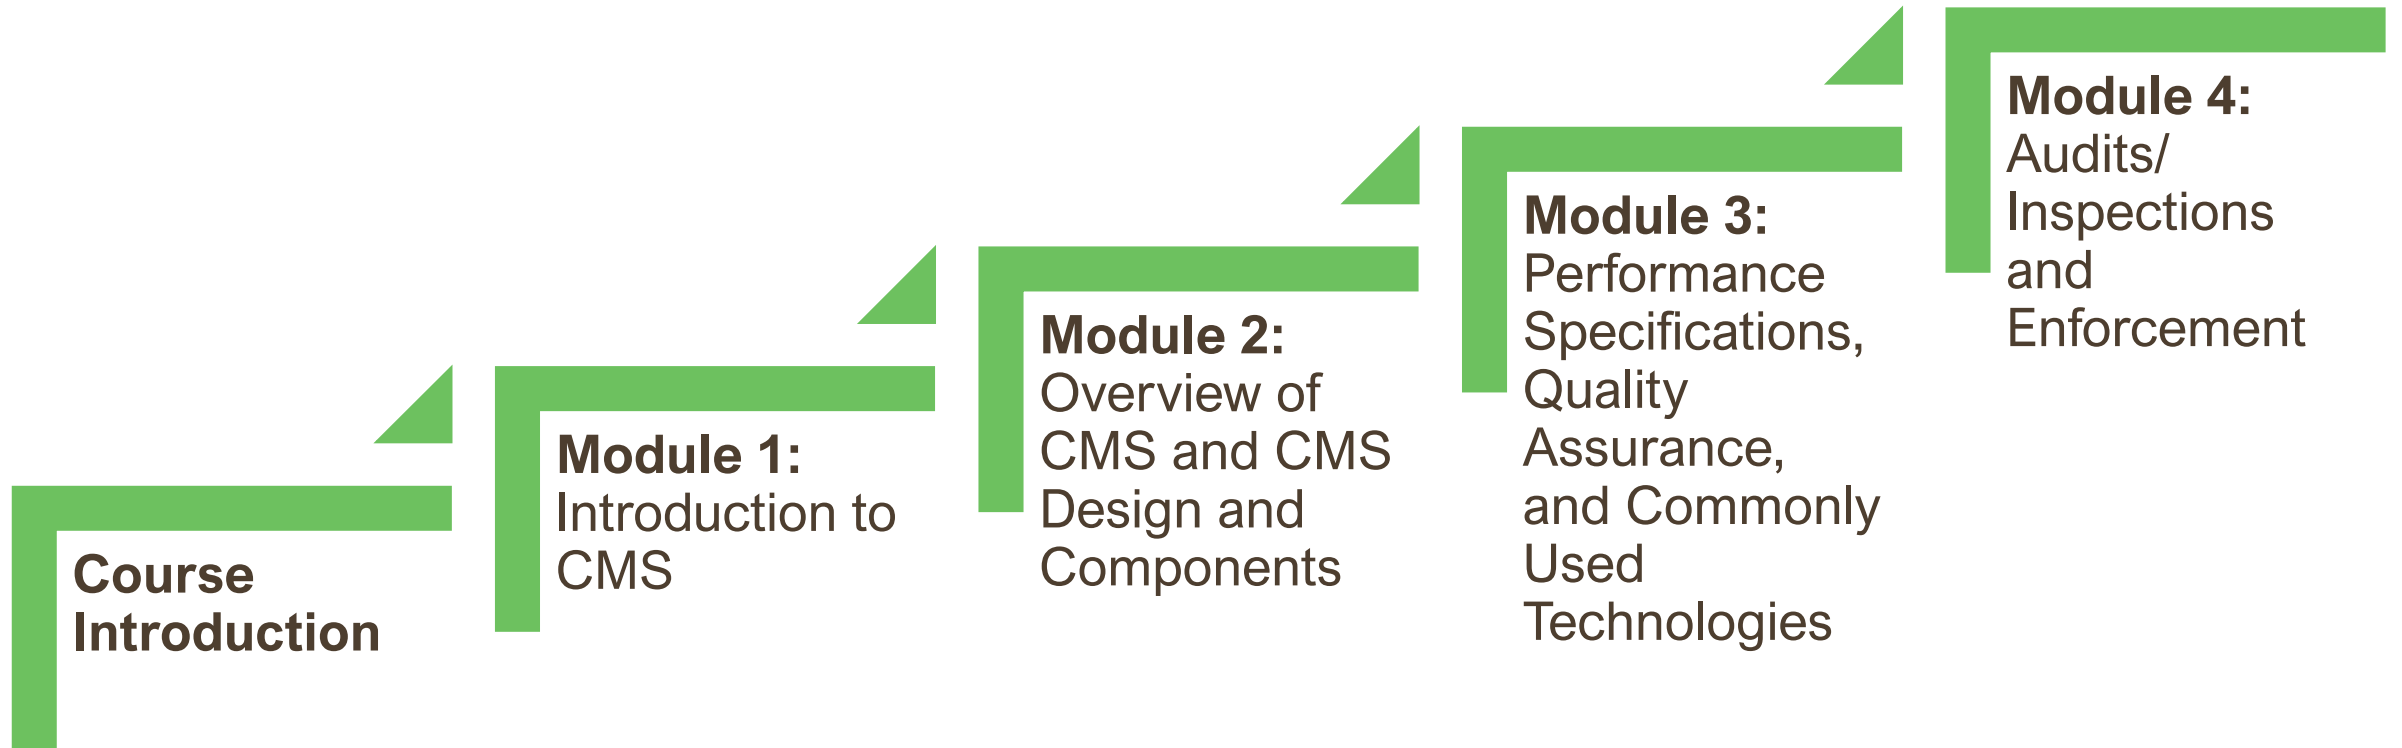 Course
Introduction
Module 1:
Introduction to
CMS
Module 2:
Overview of
CMS and CMS
Design and
Components
Module 3:
Performance
Specifications,
Quality
Assurance,
and Commonly
Used
Technologies
Module 4:
Audits/
Inspections
and
Enforcement